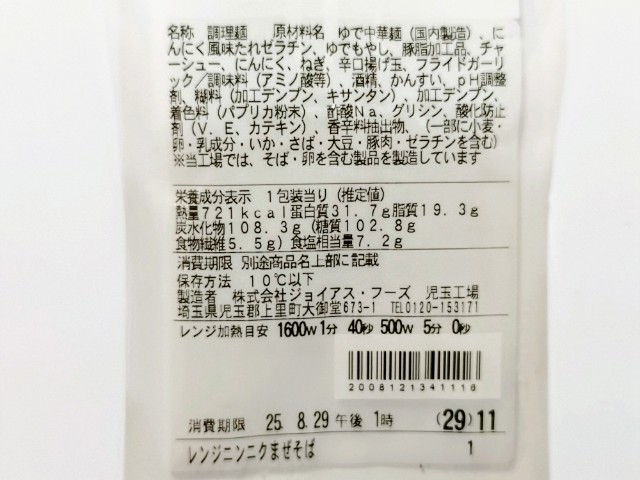 名称 調理麺 原材料名 ゆで中華麺(国内製造)、に
んにく風味たれゼラチン、ゆでもやし、豚脂加工品、チャ
ーシュー、にんにく、ねぎ、辛口揚げ玉、フライドガーリ
ック/調味料(アミノ酸等)、酒精、かんすい、pH調整
剤、糊料(加工デンプン、キサンタン)、加工デンプン、
着色料(パプリカ粉末)、酢酸Na、グリシン、酸化防止
剤(V.E、カテキン)、香辛料抽出物、(一部に小麦・
卵・乳成分・いか・さば・大豆・豚肉・ゼラチンを含む)
※当工場では、そば・卵を含む製品を製造しています
栄養成分表示 1包装当り(推定値)
熱量721kcal蛋白質31.7g脂質19.3g
炭水化物108.3g(糖質102.8g
食物繊維5.5g)食塩相当量7.2g
消費期限 別途商品名上部に記載
保存方法 10℃以下
製造者 株式会社ジョイアス・フーズ 児玉工場
埼玉県児玉郡上里町大御堂673-1 TEL0120-153171
レンジ加熱目安 1600W 1分 40秒 500W 5分 0秒
2008121341116
消費期限 25.8.29午後1時 (29)11
レンジニンニクまぜそば 1